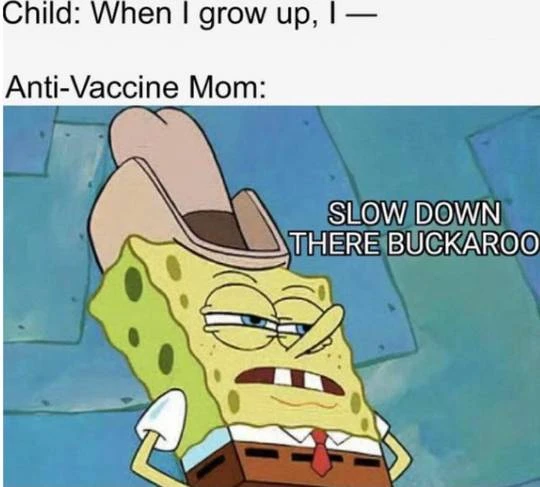 Child: When I grow up, I —
Anti-Vaccine Mom:
SLOW DOWN
THERE BUCKAROO